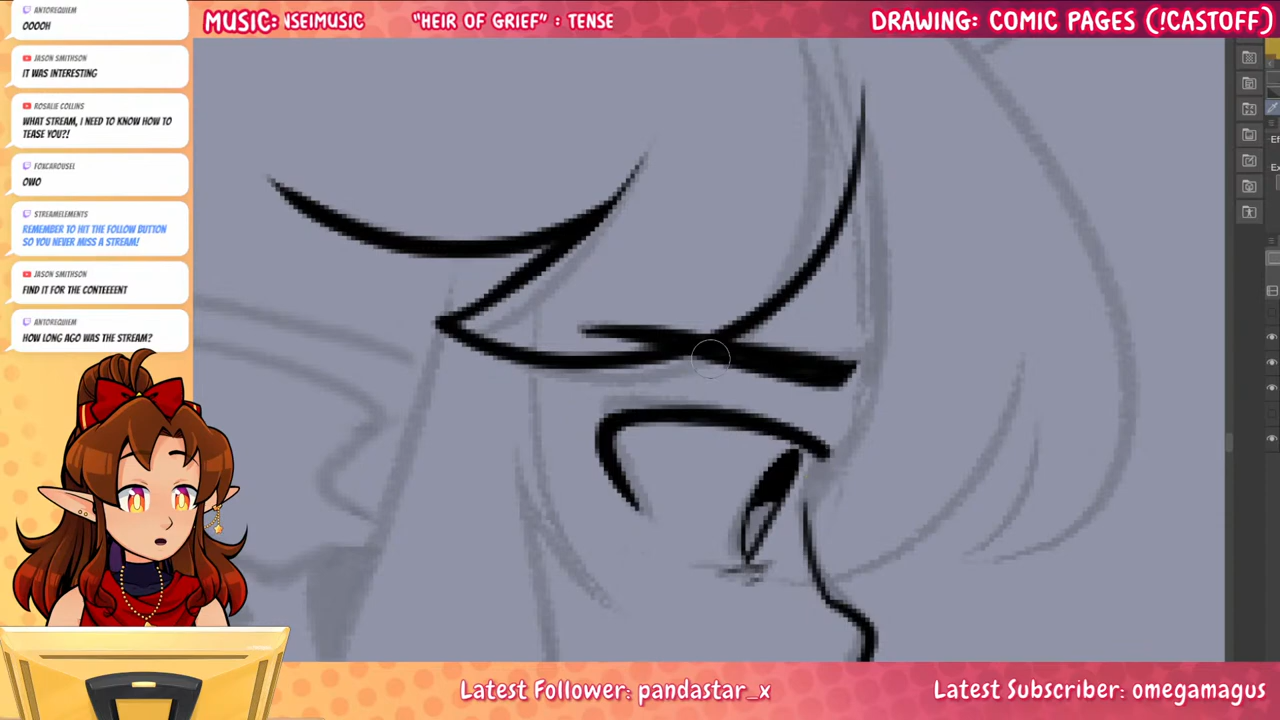 MUSIC: NSEIMUSIC "HEIR OF GRIEF" : TENSE
DRAWING: COMIC PAGES (!CASTOFF)
ANTOREQUIEM
OOOOH
JASON SMITHSON
IT WAS INTERESTING
ROSALIE COLLINS
WHAT STREAM, I NEED TO KNOW HOW TO
TEASE YOU?!
FOXCAROUSEL
OWO
STREAMELEMENTS
REMEMBER TO HIT THE FOLLOW BUTTON
SO YOU NEVER MISS A STREAM!
JASON SMITHSON
FIND IT FOR THE CONTEEEENT
ANTOREQUIEM
HOW LONG AGO WAS THE STREAM?
Latest Follower: pandastar_x
Latest Subscriber: omegamagus